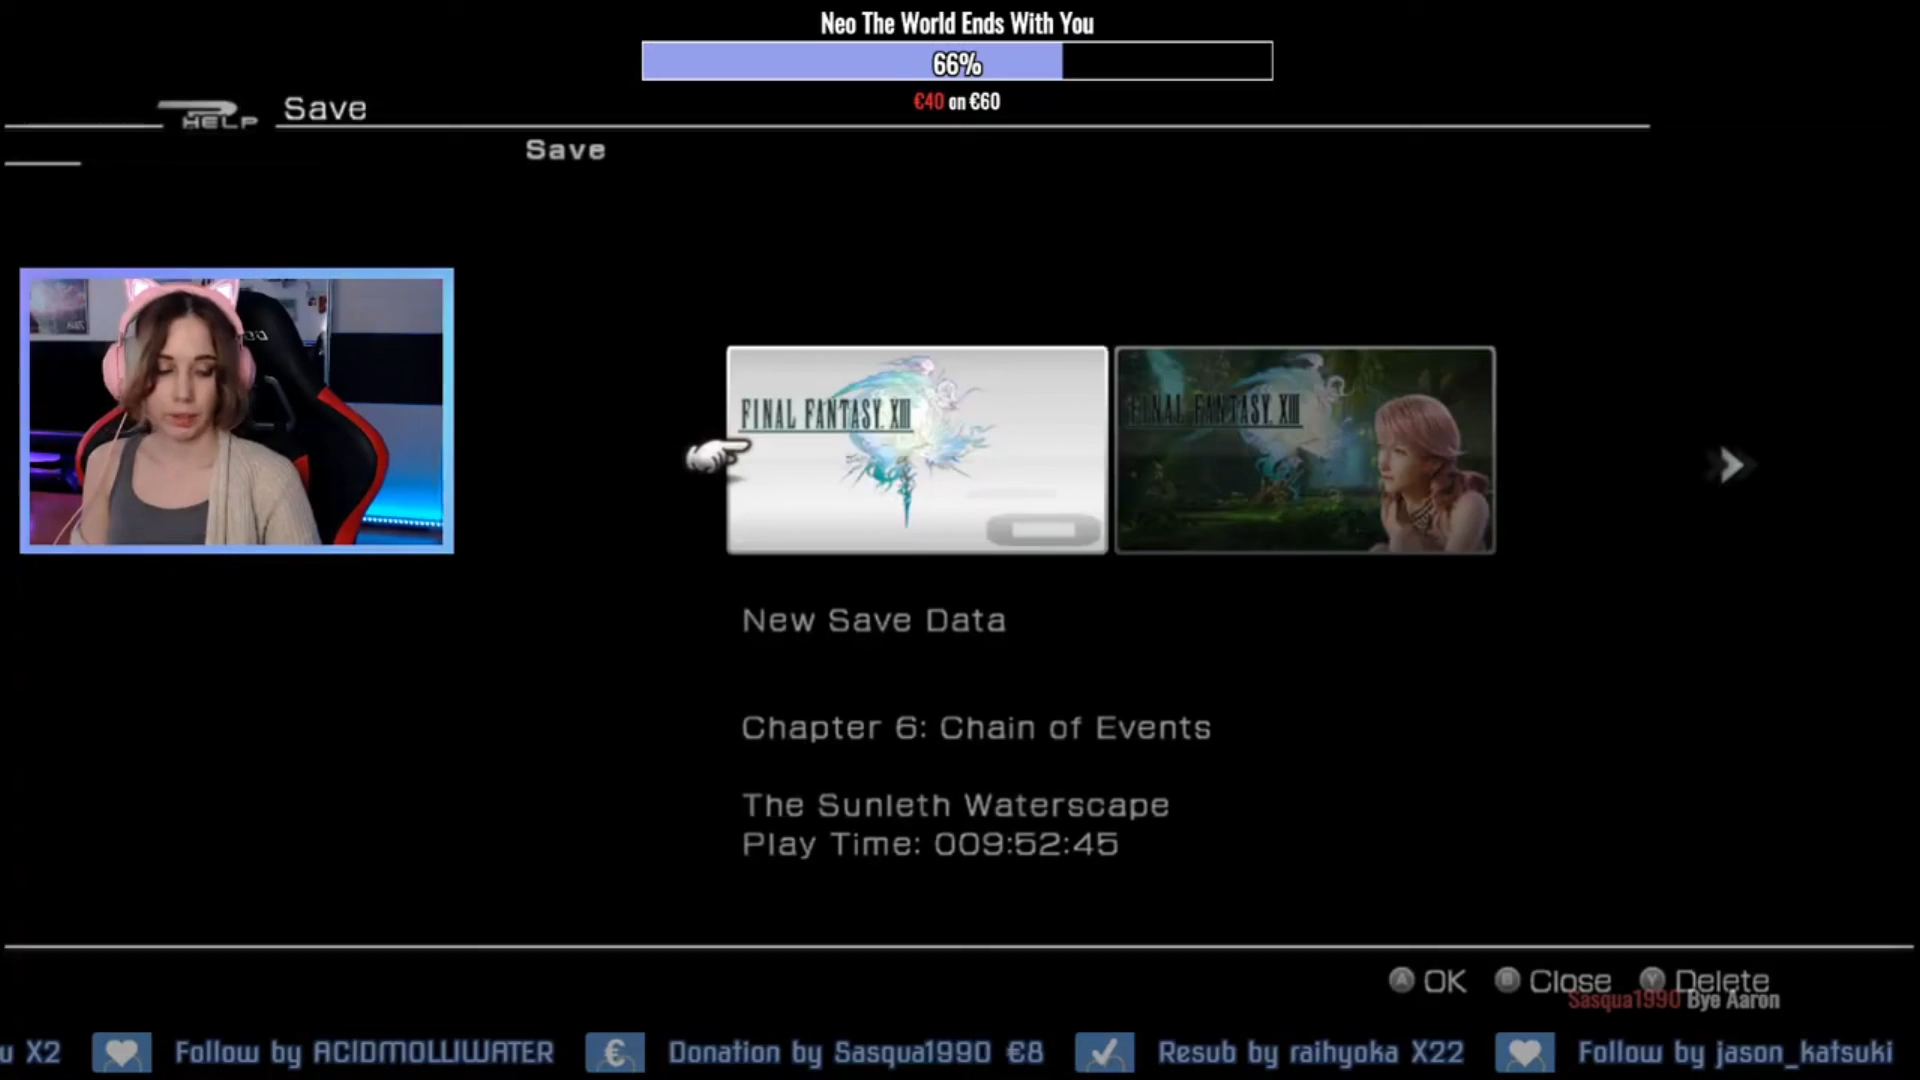 Neo The World Ends With You
66%
€40 on €60
HELP
Save
Save
FINAL FANTASY XIII
FINAL FANTASY XIII
New Save Data
Chapter 6: Chain of Events
The Sunleth Waterscape
Play Time: 009:52:45
A OK B Close Y Delete
Sasqua1990 Bye Aaron
u X2 Follow by ACIDMOLLIWATER € Donation by Sasqua1990 €8 Resub by raihyoka X22 Follow by jason_katsuki